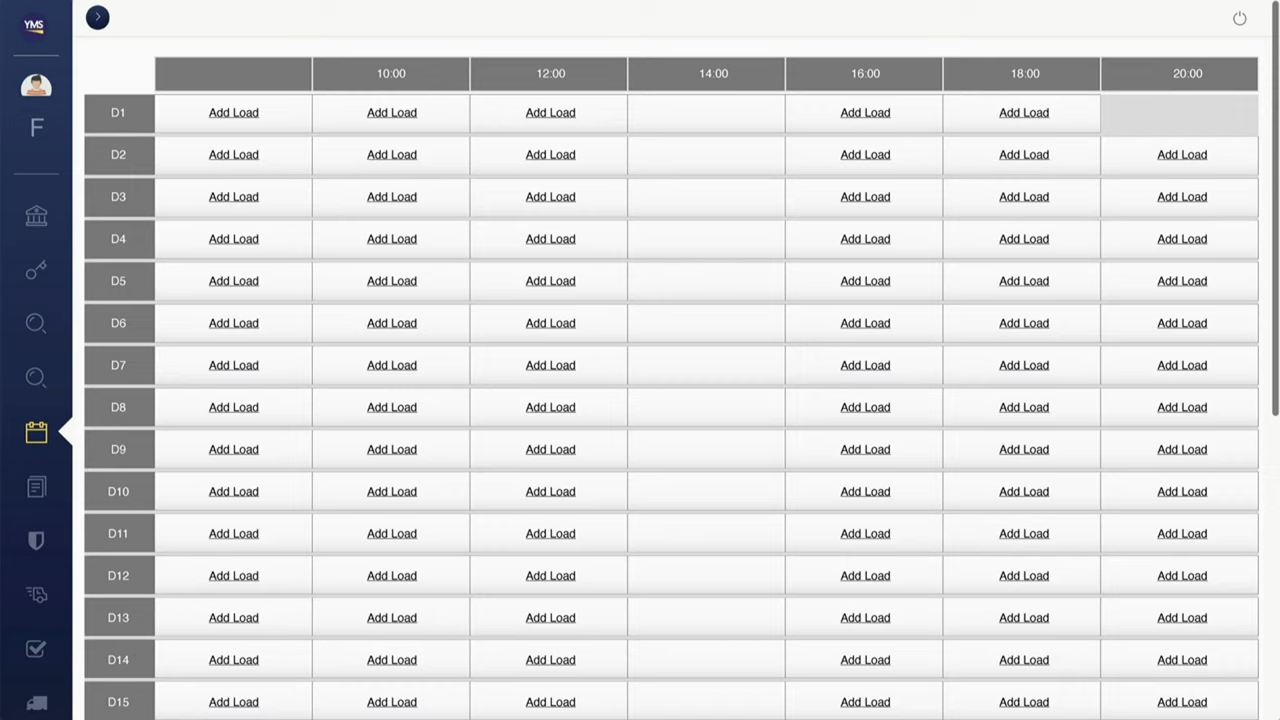 YMS
F
10:00 12:00 14:00 16:00 18:00 20:00
D1 Add Load Add Load Add Load Add Load Add Load
D2 Add Load Add Load Add Load Add Load Add Load Add Load
D3 Add Load Add Load Add Load Add Load Add Load Add Load
D4 Add Load Add Load Add Load Add Load Add Load Add Load
D5 Add Load Add Load Add Load Add Load Add Load Add Load
D6 Add Load Add Load Add Load Add Load Add Load Add Load
D7 Add Load Add Load Add Load Add Load Add Load Add Load
D8 Add Load Add Load Add Load Add Load Add Load Add Load
D9 Add Load Add Load Add Load Add Load Add Load Add Load
D10 Add Load Add Load Add Load Add Load Add Load Add Load
D11 Add Load Add Load Add Load Add Load Add Load Add Load
D12 Add Load Add Load Add Load Add Load Add Load Add Load
D13 Add Load Add Load Add Load Add Load Add Load Add Load
D14 Add Load Add Load Add Load Add Load Add Load Add Load
D15 Add Load Add Load Add Load Add Load Add Load Add Load